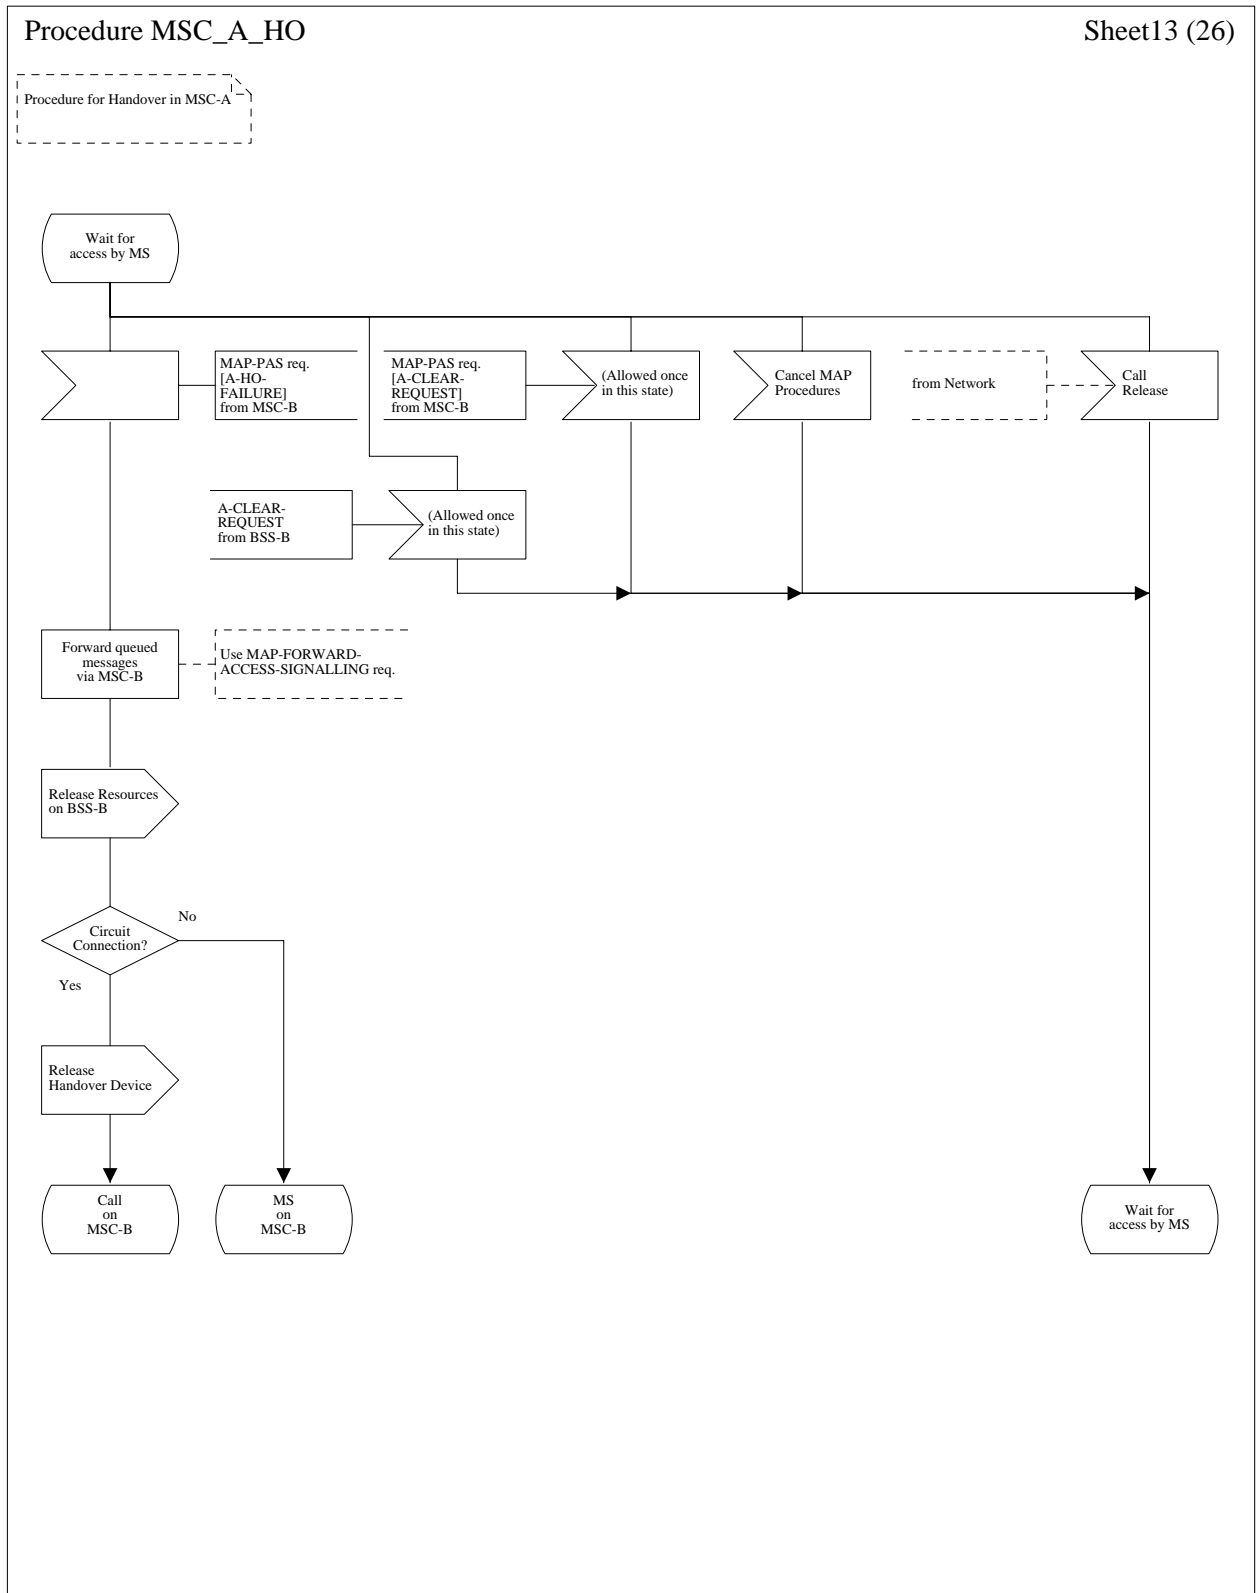 Procedure MSC_A_HO
Sheet13 (26)
Procedure for Handover in MSC-A
Wait for
access by MS
MAP-PAS req.
[A-HO-
FAILURE]
from MSC-B
MAP-PAS req.
[A-CLEAR-
REQUEST]
from MSC-B
(Allowed once
in this state)
Cancel MAP
Procedures
from Network
Call
Release
A-CLEAR-
REQUEST
from BSS-B
(Allowed once
in this state)
Forward queued
messages
via MSC-B
Use MAP-FORWARD-
ACCESS-SIGNALLING req.
Release Resources
on BSS-B
Circuit
Connection?
No
Yes
Release
Handover Device
Call
on
MSC-B
MS
on
MSC-B
Wait for
access by MS